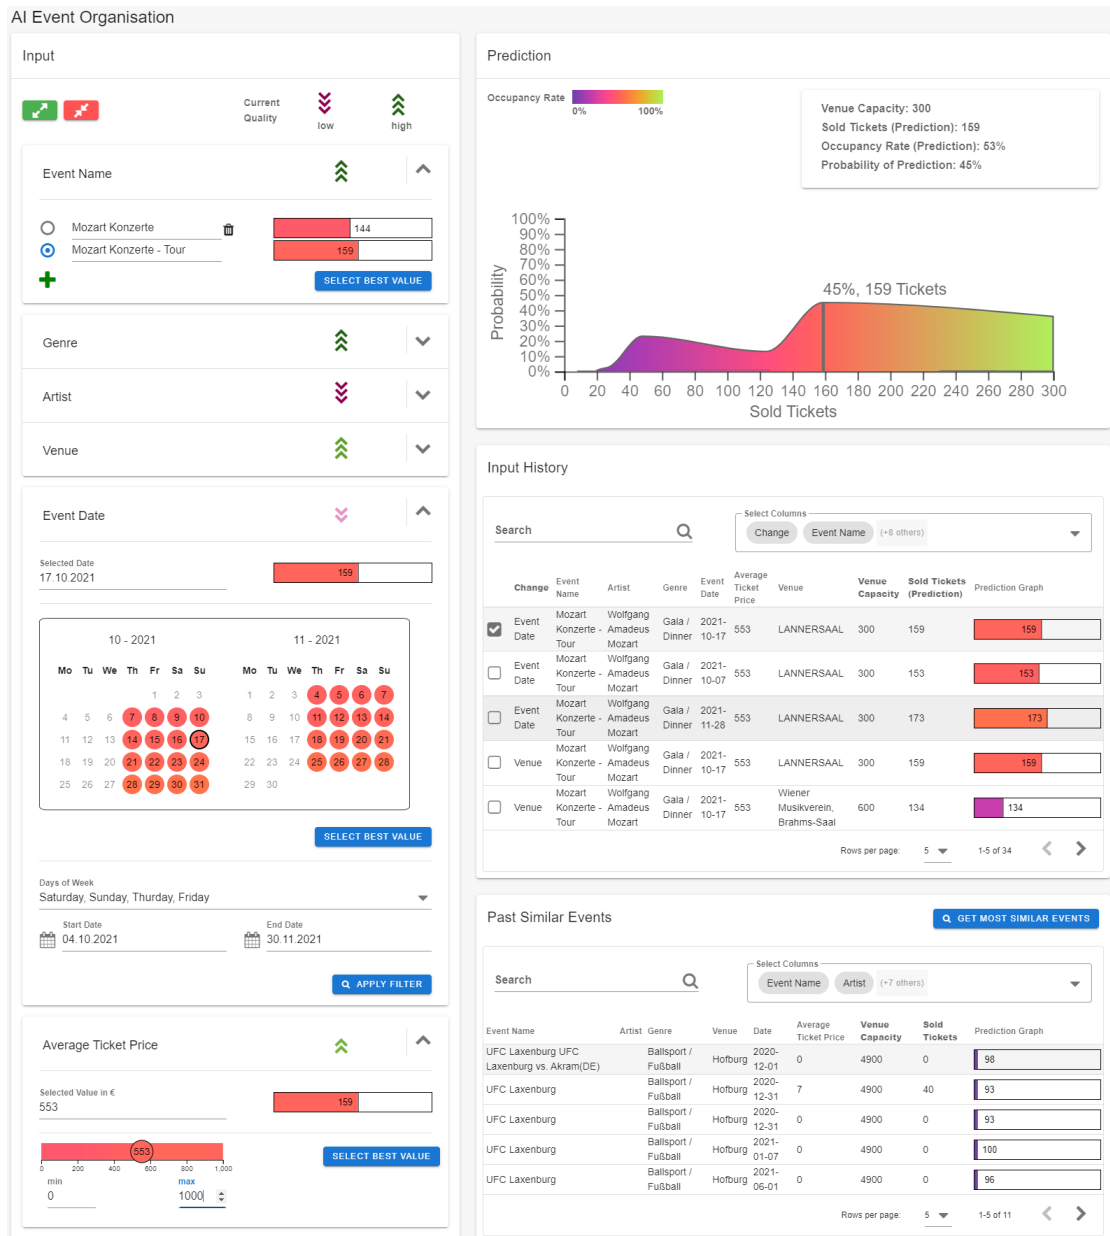 AI Event Organisation
Input
Current
Quality
low
high
Event Name
Mozart Konzerte
144
Mozart Konzerte - Tour
159
SELECT BEST VALUE
Genre
Artist
Venue
Event Date
Selected Date
17.10.2021
159
10 - 2021
11 - 2021
Mo Tu We Th Fr Sa Su
Mo Tu We Th Fr Sa Su
1 2 3
1 2 3 4 5 6 7
4 5 6 7 8 9 10
8 9 10 11 12 13 14
11 12 13 14 15 16 17
15 16 17 18 19 20 21
18 19 20 21 22 23 24
22 23 24 25 26 27 28
25 26 27 28 29 30 31
29 30
SELECT BEST VALUE
Days of Week
Saturday, Sunday, Thurday, Friday
Start Date
04.10.2021
End Date
30.11.2021
APPLY FILTER
Average Ticket Price
Selected Value in €
553
159
553
0 200 400 600 800 1,000
SELECT BEST VALUE
min
0
max
1000
Prediction
Occupancy Rate
0% 100%
Venue Capacity: 300
Sold Tickets (Prediction): 159
Occupancy Rate (Prediction): 53%
Probability of Prediction: 45%
Probability
100%
90%
80%
70%
60%
50%
40%
30%
20%
10%
0%
45%, 159 Tickets
0 20 40 60 80 100 120 140 160 180 200 220 240 260 280 300
Sold Tickets
Input History
Search
Select Columns
Change Event Name (+8 others)
Change
Event
Name
Artist
Genre
Event
Date
Average
Ticket
Price
Venue
Venue
Capacity
Sold Tickets
(Prediction)
Prediction Graph
Event
Date
Mozart
Konzerte -
Tour
Wolfgang
Amadeus
Mozart
Gala /
Dinner
2021-
10-17
553
LANNERSAAL
300
159
159
Event
Date
Mozart
Konzerte -
Tour
Wolfgang
Amadeus
Mozart
Gala /
Dinner
2021-
10-07
553
LANNERSAAL
300
153
153
Event
Date
Mozart
Konzerte -
Tour
Wolfgang
Amadeus
Mozart
Gala /
Dinner
2021-
11-28
553
LANNERSAAL
300
173
173
Venue
Mozart
Konzerte -
Tour
Wolfgang
Amadeus
Mozart
Gala /
Dinner
2021-
10-17
553
LANNERSAAL
300
159
159
Venue
Mozart
Konzerte -
Tour
Wolfgang
Amadeus
Mozart
Gala /
Dinner
2021-
10-17
553
Wiener
Musikverein,
Brahms-Saal
600
134
134
Rows per page: 5 1-5 of 34
Past Similar Events
GET MOST SIMILAR EVENTS
Search
Select Columns
Event Name Artist (+7 others)
Event Name
Artist
Genre
Venue
Date
Average
Ticket Price
Venue
Capacity
Sold
Tickets
Prediction Graph
UFC Laxenburg UFC
Laxenburg vs. Akram(DE)
Ballsport /
Fußball
Hofburg
2020-
12-01
0
4900
0
98
UFC Laxenburg
Ballsport /
Fußball
Hofburg
2020-
12-31
7
4900
40
93
UFC Laxenburg
Ballsport /
Fußball
Hofburg
2020-
12-31
0
4900
0
93
UFC Laxenburg
Ballsport /
Fußball
Hofburg
2021-
01-07
0
4900
0
100
UFC Laxenburg
Ballsport /
Fußball
Hofburg
2021-
06-01
0
4900
0
96
Rows per page: 5 1-5 of 11